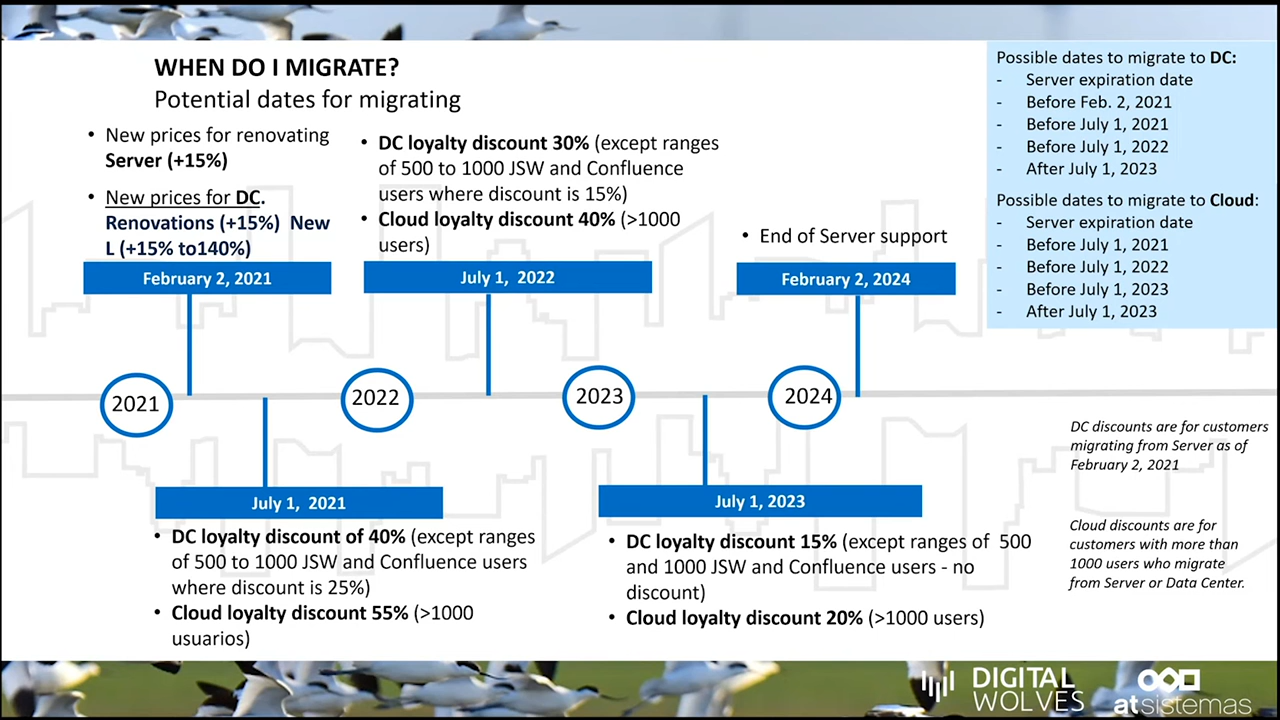 WHEN DO I MIGRATE?
Potential dates for migrating
• New prices for renovating
Server (+15%)
• New prices for DC.
Renovations (+15%) New
L (+15% to140%)
February 2, 2021
• DC loyalty discount 30% (except ranges
of 500 to 1000 JSW and Confluence
users where discount is 15%)
• Cloud loyalty discount 40% (>1000
users)
July 1, 2022
• End of Server support
February 2, 2024
Possible dates to migrate to DC:
- Server expiration date
- Before Feb. 2, 2021
- Before July 1, 2021
- Before July 1, 2022
- After July 1, 2023
Possible dates to migrate to Cloud:
- Server expiration date
- Before July 1, 2021
- Before July 1, 2022
- Before July 1, 2023
- After July 1, 2023
2021
2022
2023
2024
July 1, 2021
• DC loyalty discount of 40% (except ranges
of 500 to 1000 JSW and Confluence users
where discount is 25%)
• Cloud loyalty discount 55% (>1000
usuarios)
July 1, 2023
• DC loyalty discount 15% (except ranges of 500
and 1000 JSW and Confluence users - no
discount)
• Cloud loyalty discount 20% (>1000 users)
DC discounts are for customers
migrating from Server as of
February 2, 2021
Cloud discounts are for
customers with more than
1000 users who migrate
from Server or Data Center.
DIGITAL
WOLVES
atsistemas